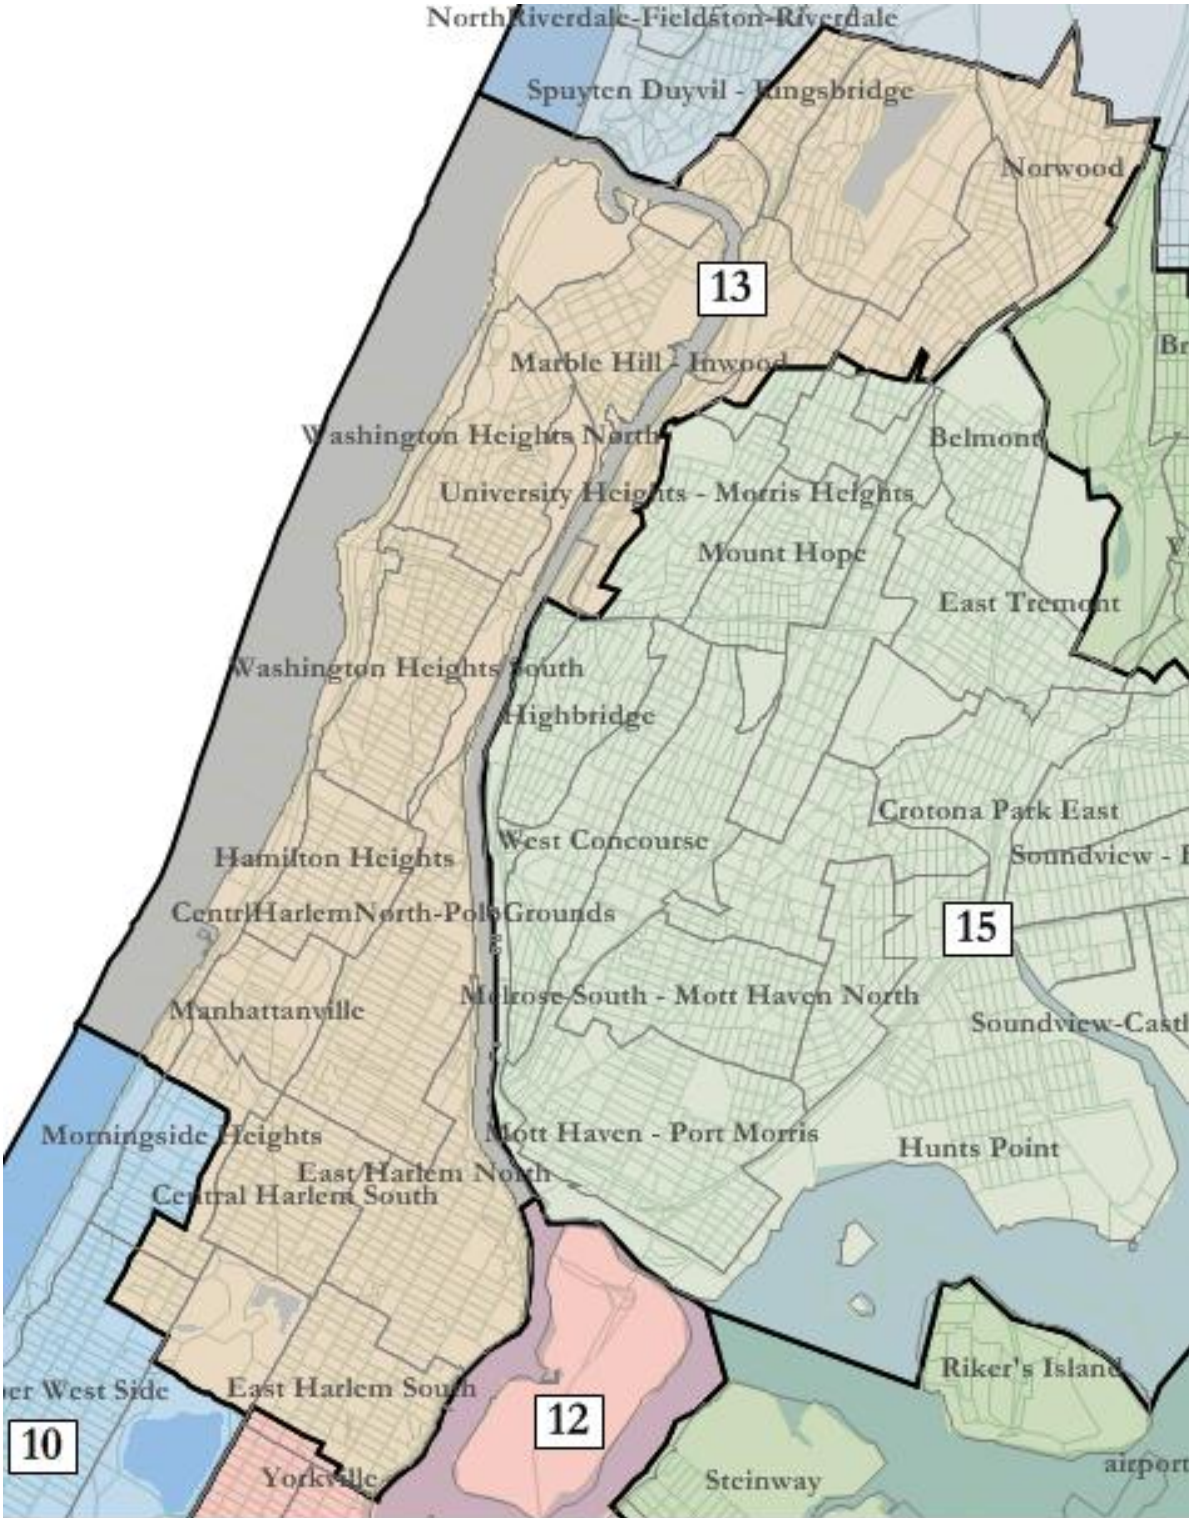 NorthRiverdale-Fieldston-Riverdale
Spuyten Duyvil - Kingsbridge
Norwood
13
Br
Marble Hill - Inwood
Washington Heights North
Belmont
University Heights - Morris Heights
Mount Hope
V
East Tremont
Washington Heights South
Highbridge
Crotona Park East
West Concourse
Hamilton Heights
Soundview - B
CentrlHarlemNorth-PoloGrounds
15
Melrose South - Mott Haven North
Manhattanville
Soundview-Castl
Mott Haven - Port Morris
Morningside Heights
Hunts Point
East Harlem North
Central Harlem South
Riker's Island
er West Side
East Harlem South
12
10
airport
Yorkville
Steinway